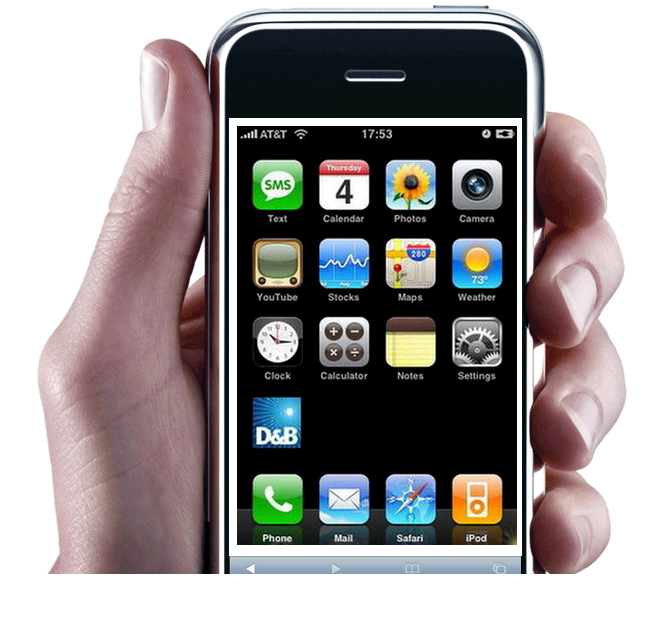 AT&T 17:53
SMS Thursday 4
Text Calendar Photos Camera
280 73°
YouTube Stocks Maps Weather
Clock Calculator Notes Settings
D&B
Phone Mail Safari iPod